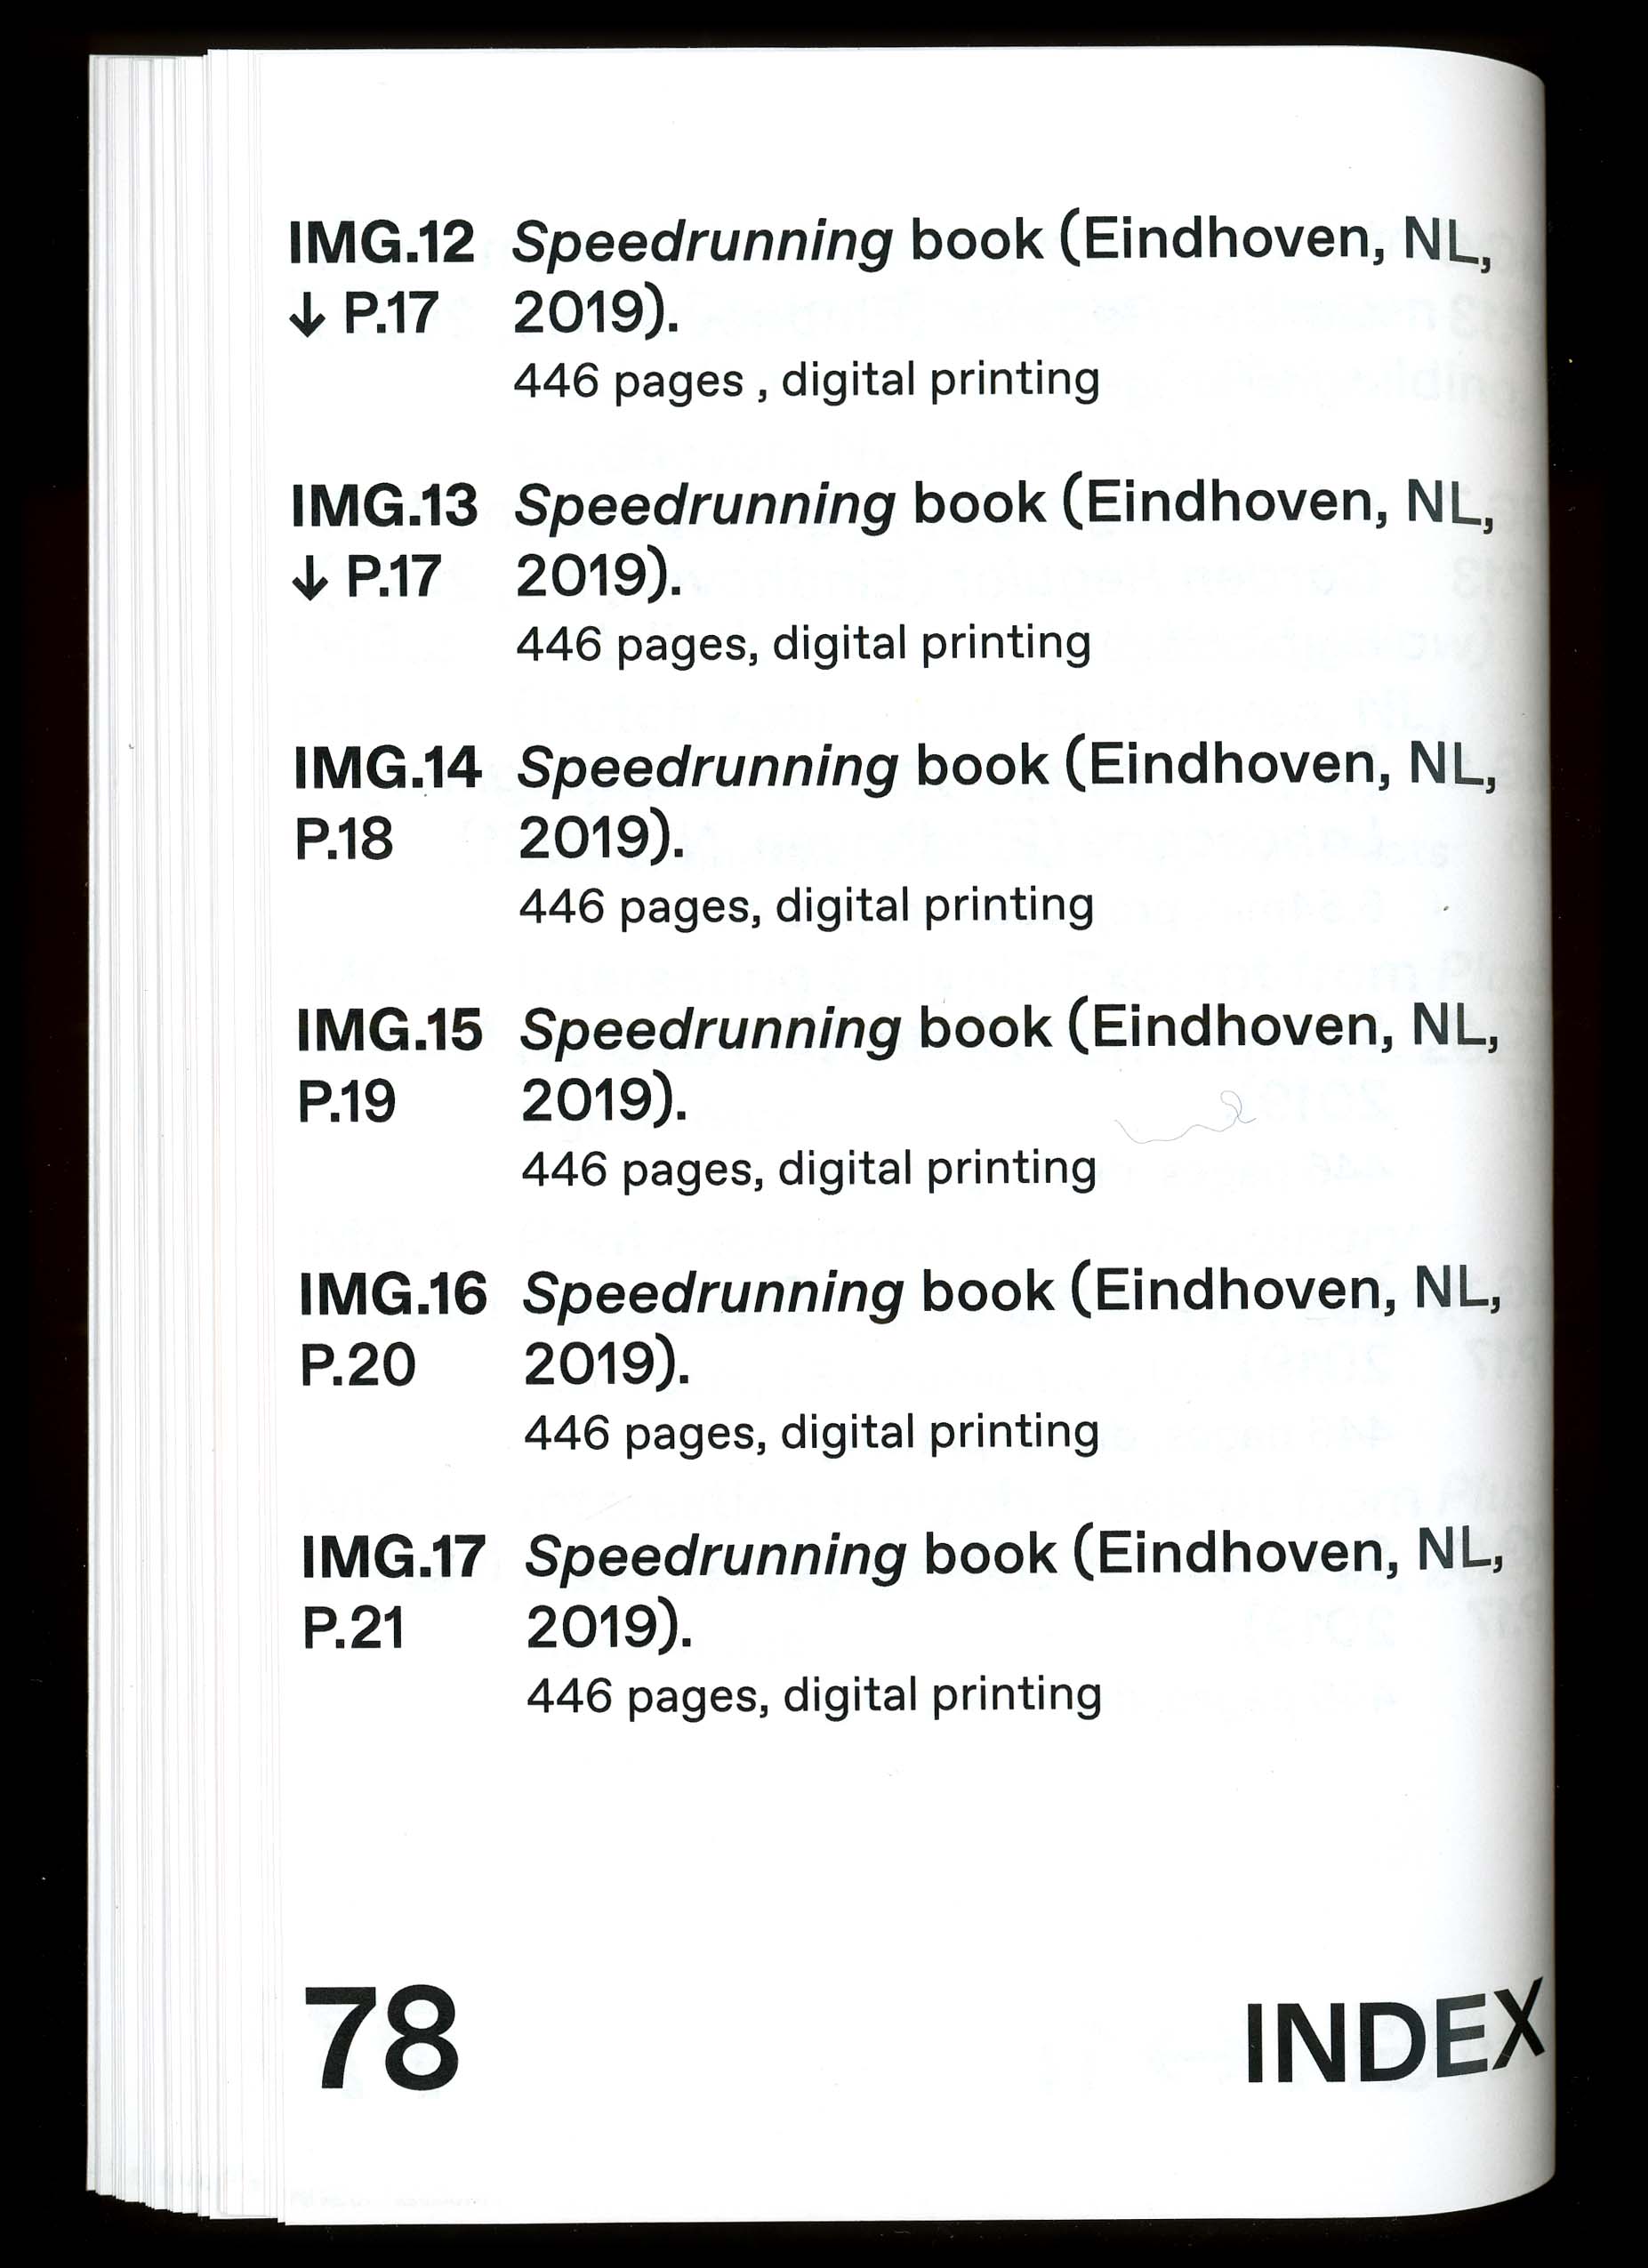 IMG.12 Speedrunning book (Eindhoven, NL,
↓ P.17 2019).
446 pages , digital printing
IMG.13 Speedrunning book (Eindhoven, NL,
↓ P.17 2019).
446 pages, digital printing
IMG.14 Speedrunning book (Eindhoven, NL,
P.18 2019).
446 pages, digital printing
IMG.15 Speedrunning book (Eindhoven, NL,
P.19 2019).
446 pages, digital printing
IMG.16 Speedrunning book (Eindhoven, NL,
P.20 2019).
446 pages, digital printing
IMG.17 Speedrunning book (Eindhoven, NL,
P.21 2019).
446 pages, digital printing
78 INDEX